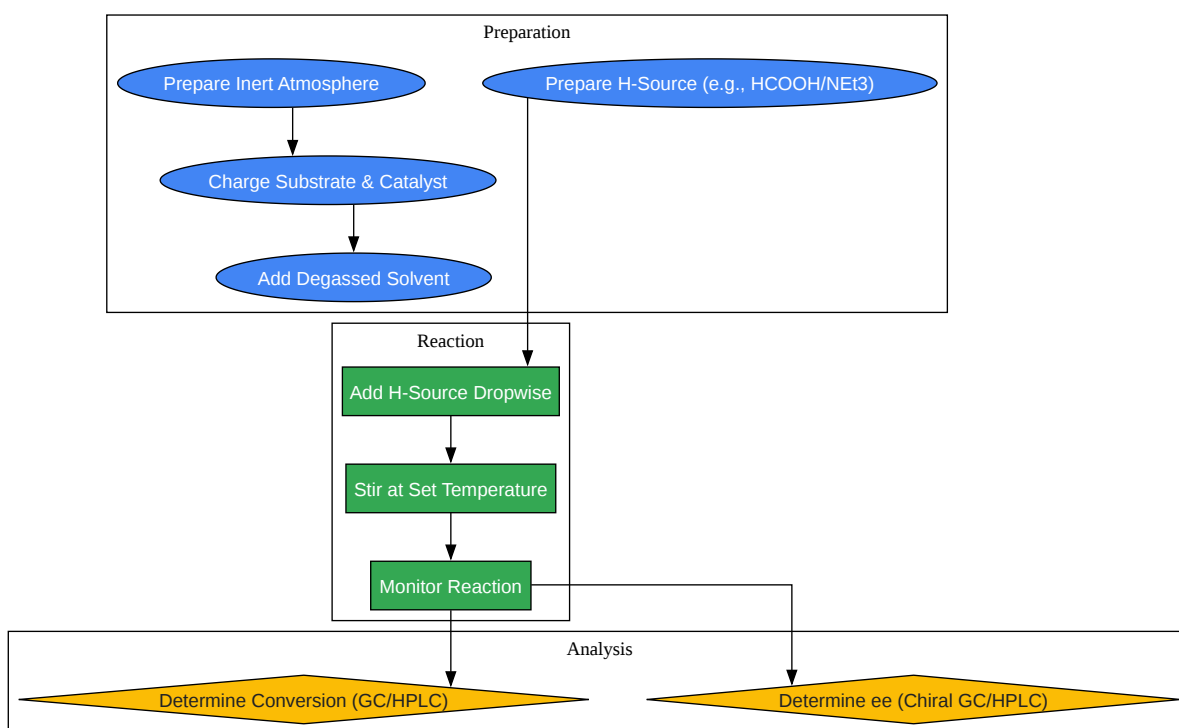 Preparation
Prepare Inert Atmosphere
Prepare H-Source (e.g., HCOOH/NEt3)
Charge Substrate & Catalyst
Add Degassed Solvent
Reaction
Add H-Source Dropwise
Stir at Set Temperature
Monitor Reaction
Analysis
Determine Conversion (GC/HPLC)
Determine ee (Chiral GC/HPLC)